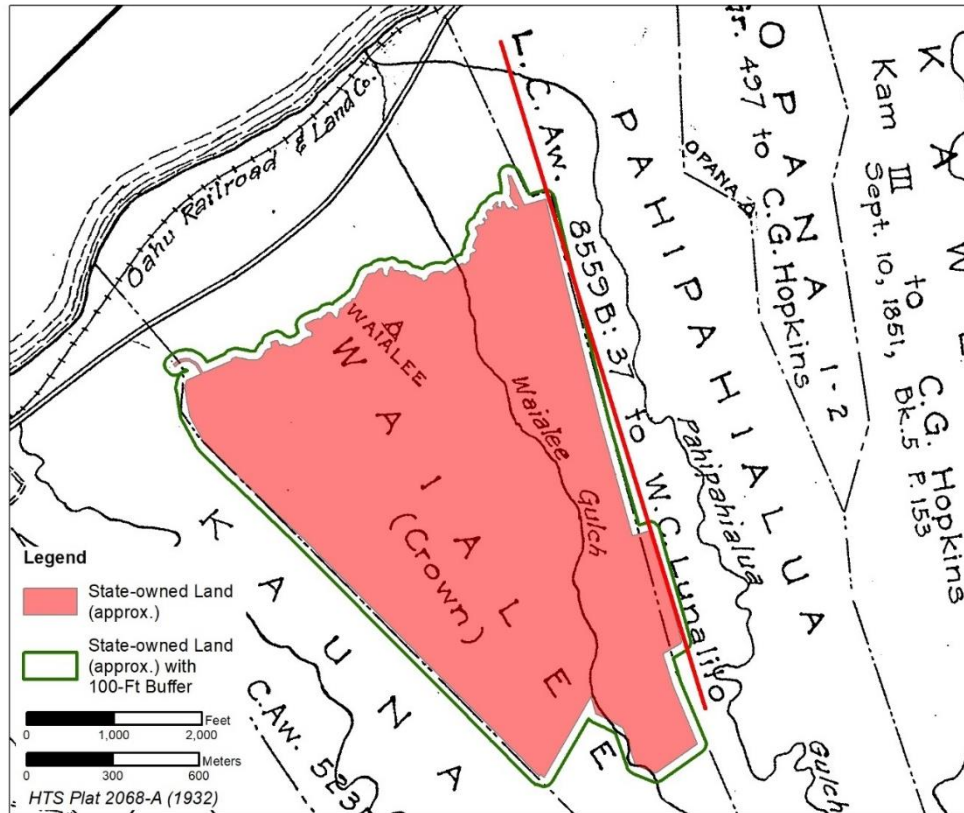 Oahu Railroad & Land Co.
L. C. Aw. 8559B: 37 to W.C. Lunalilo
PAHIPAHIALUA
OPANA 1-2
497 to C.G. Hopkins
OPANA
Kam III
Sept. 10, 1851,
to
C.G. Hopkins
Bk. 5 P. 153
WAIALEE
WAIALEE
(Crown)
Waialee Gulch
Pahipahialua
Gulch
KAUNA
C. Aw.
Legend
State-owned Land
(approx.)
State-owned Land
(approx.) with
100-Ft Buffer
Feet
0 1,000 2,000
Meters
0 300 600
HTS Plat 2068-A (1932)